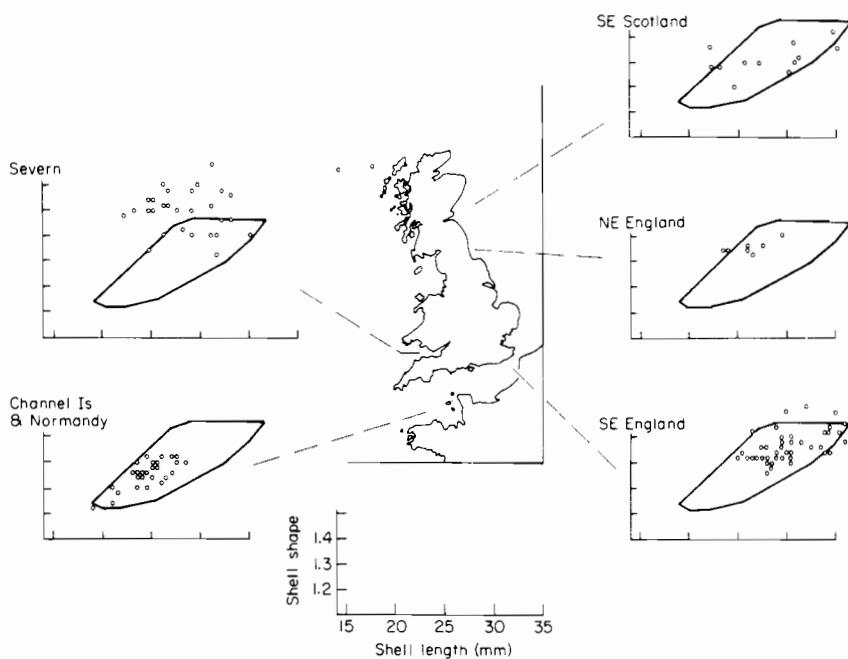 SE Scotland
Severn
NE England
Channel Is
& Normandy
SE England
Shell shape
1.4
1.3
1.2
15 20 25 30 35
Shell length (mm)